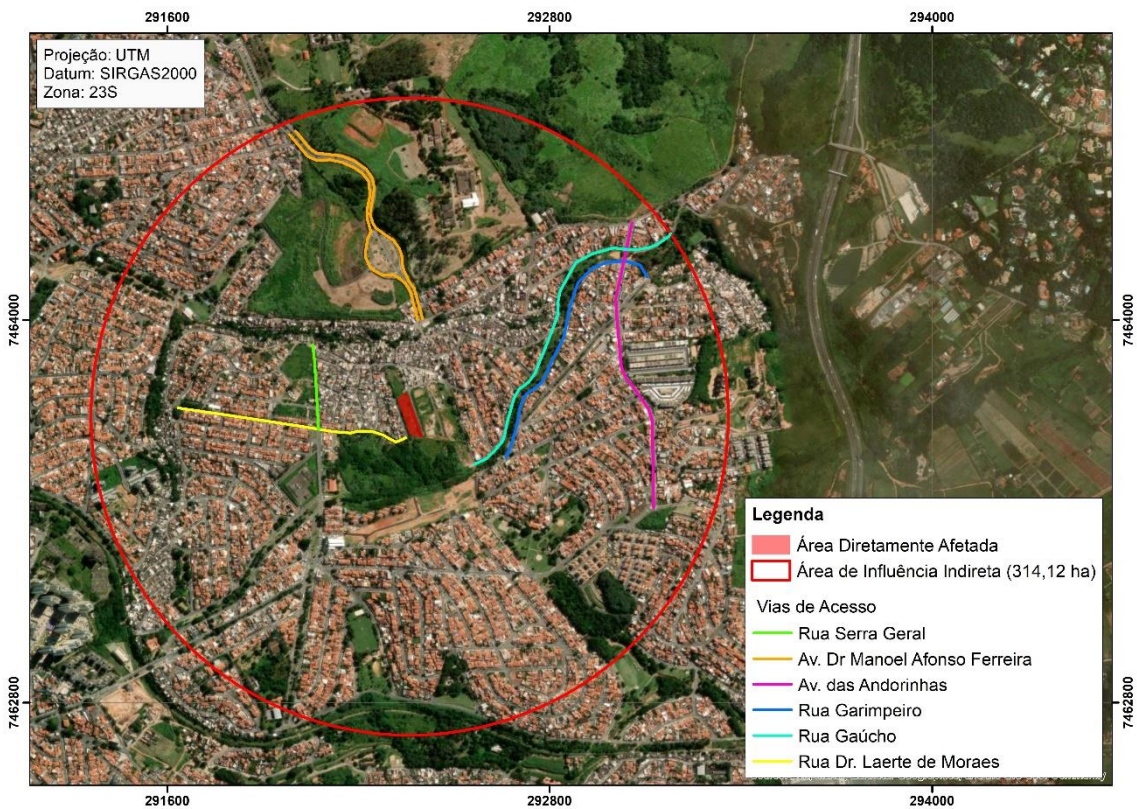 291600
292800
294000
Projeção: UTM
Datum: SIRGAS2000
Zona: 23S
7464000
7464000
Legenda
Área Diretamente Afetada
Área de Influência Indireta (314,12 ha)
Vias de Acesso
Rua Serra Geral
Av. Dr Manoel Afonso Ferreira
Av. das Andorinhas
Rua Garimpeiro
Rua Gaúcho
Rua Dr. Laerte de Moraes
7462800
7462800
291600
292800
294000